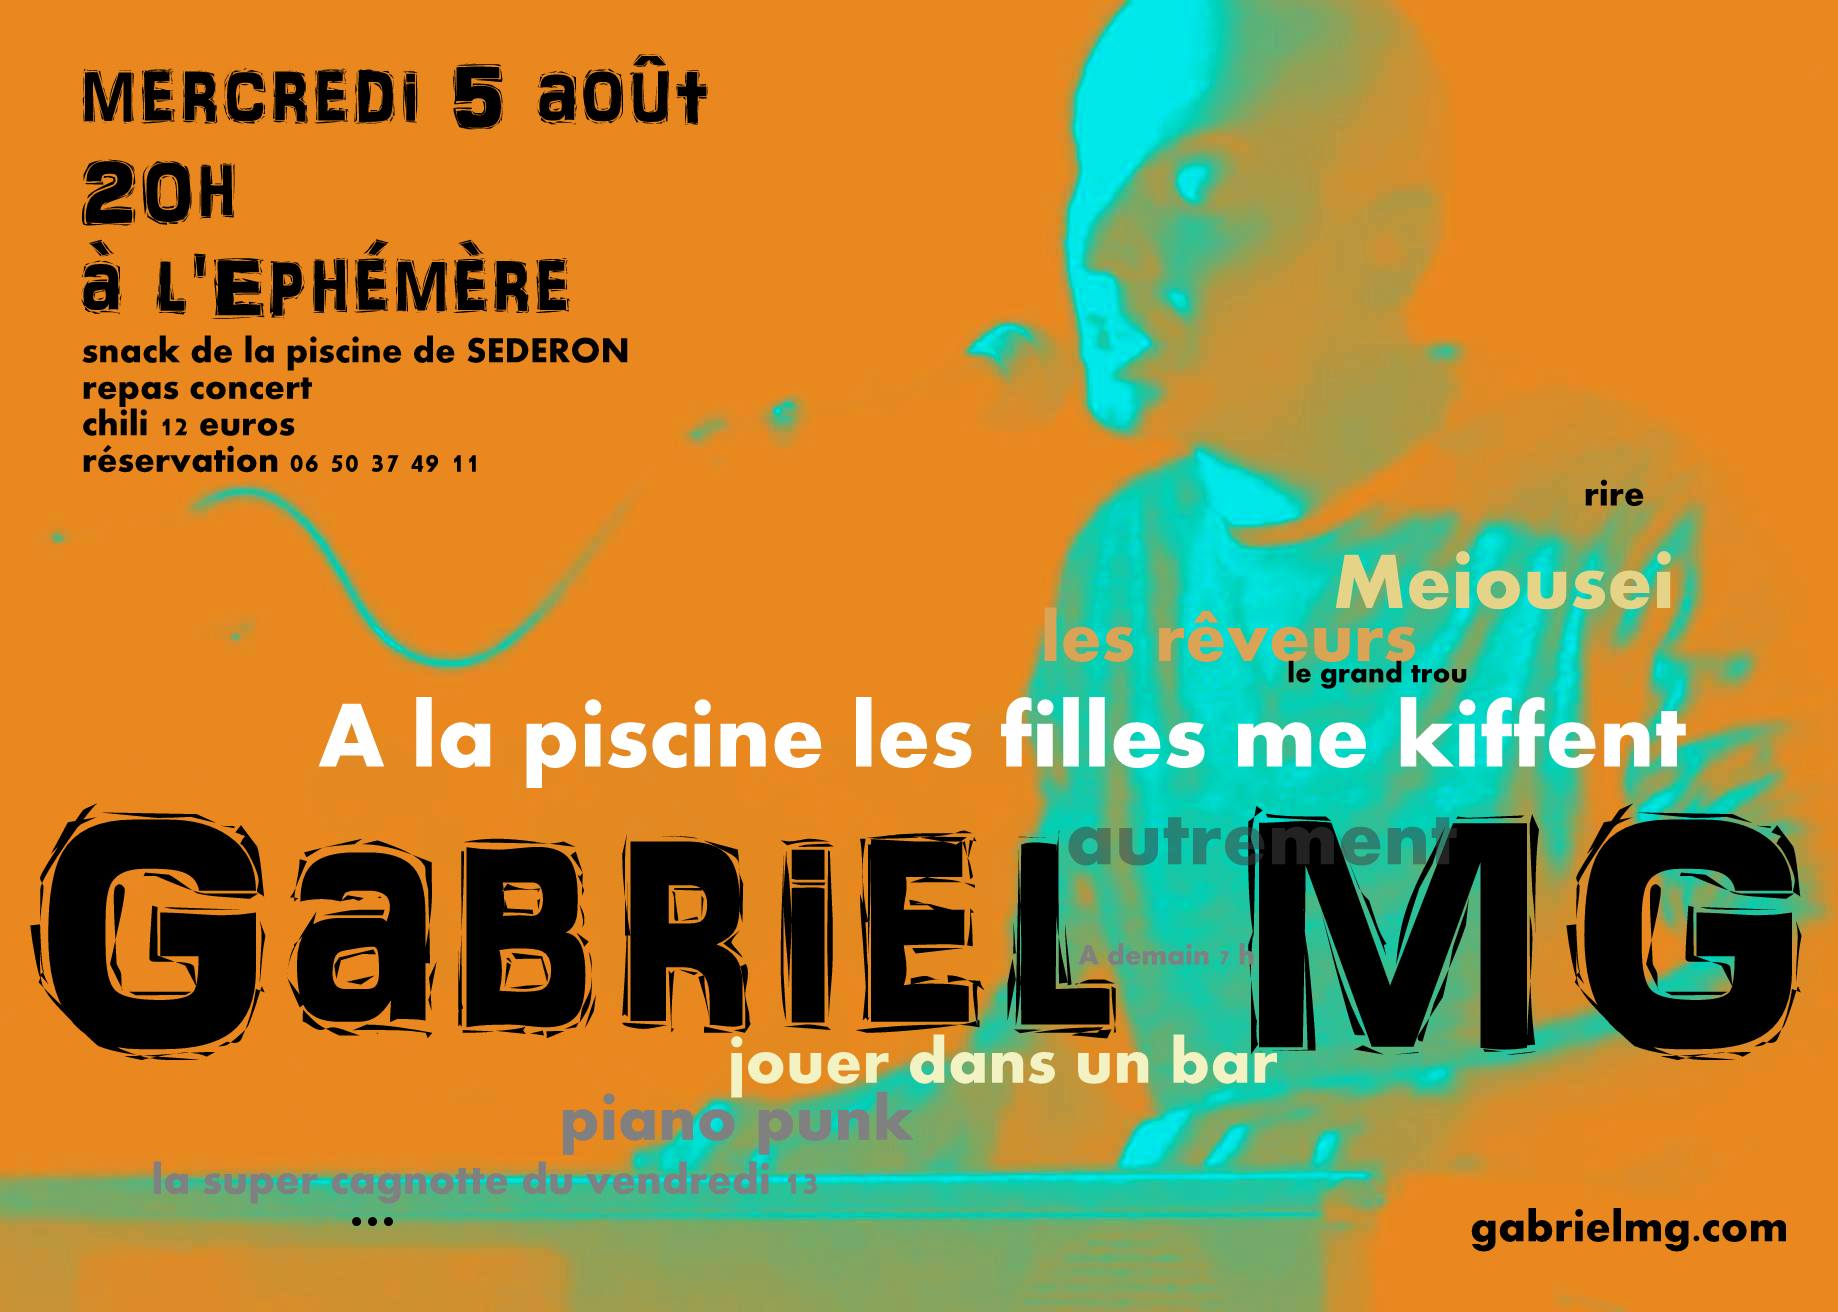 MERCREDi 5 aOÛt
20H
à L'EPHÉMÈRE
snack de la piscine de SEDERON
repas concert
chili 12 euros
réservation 06 50 37 49 11
rire
Meiousei
les rêveurs
le grand trou
A la piscine les filles me kiffent
autrement
GaBRiEL MG
A demain 7 h
jouer dans un bar
piano punk
la super cagnotte du vendredi 13
...
gabrielmg.com